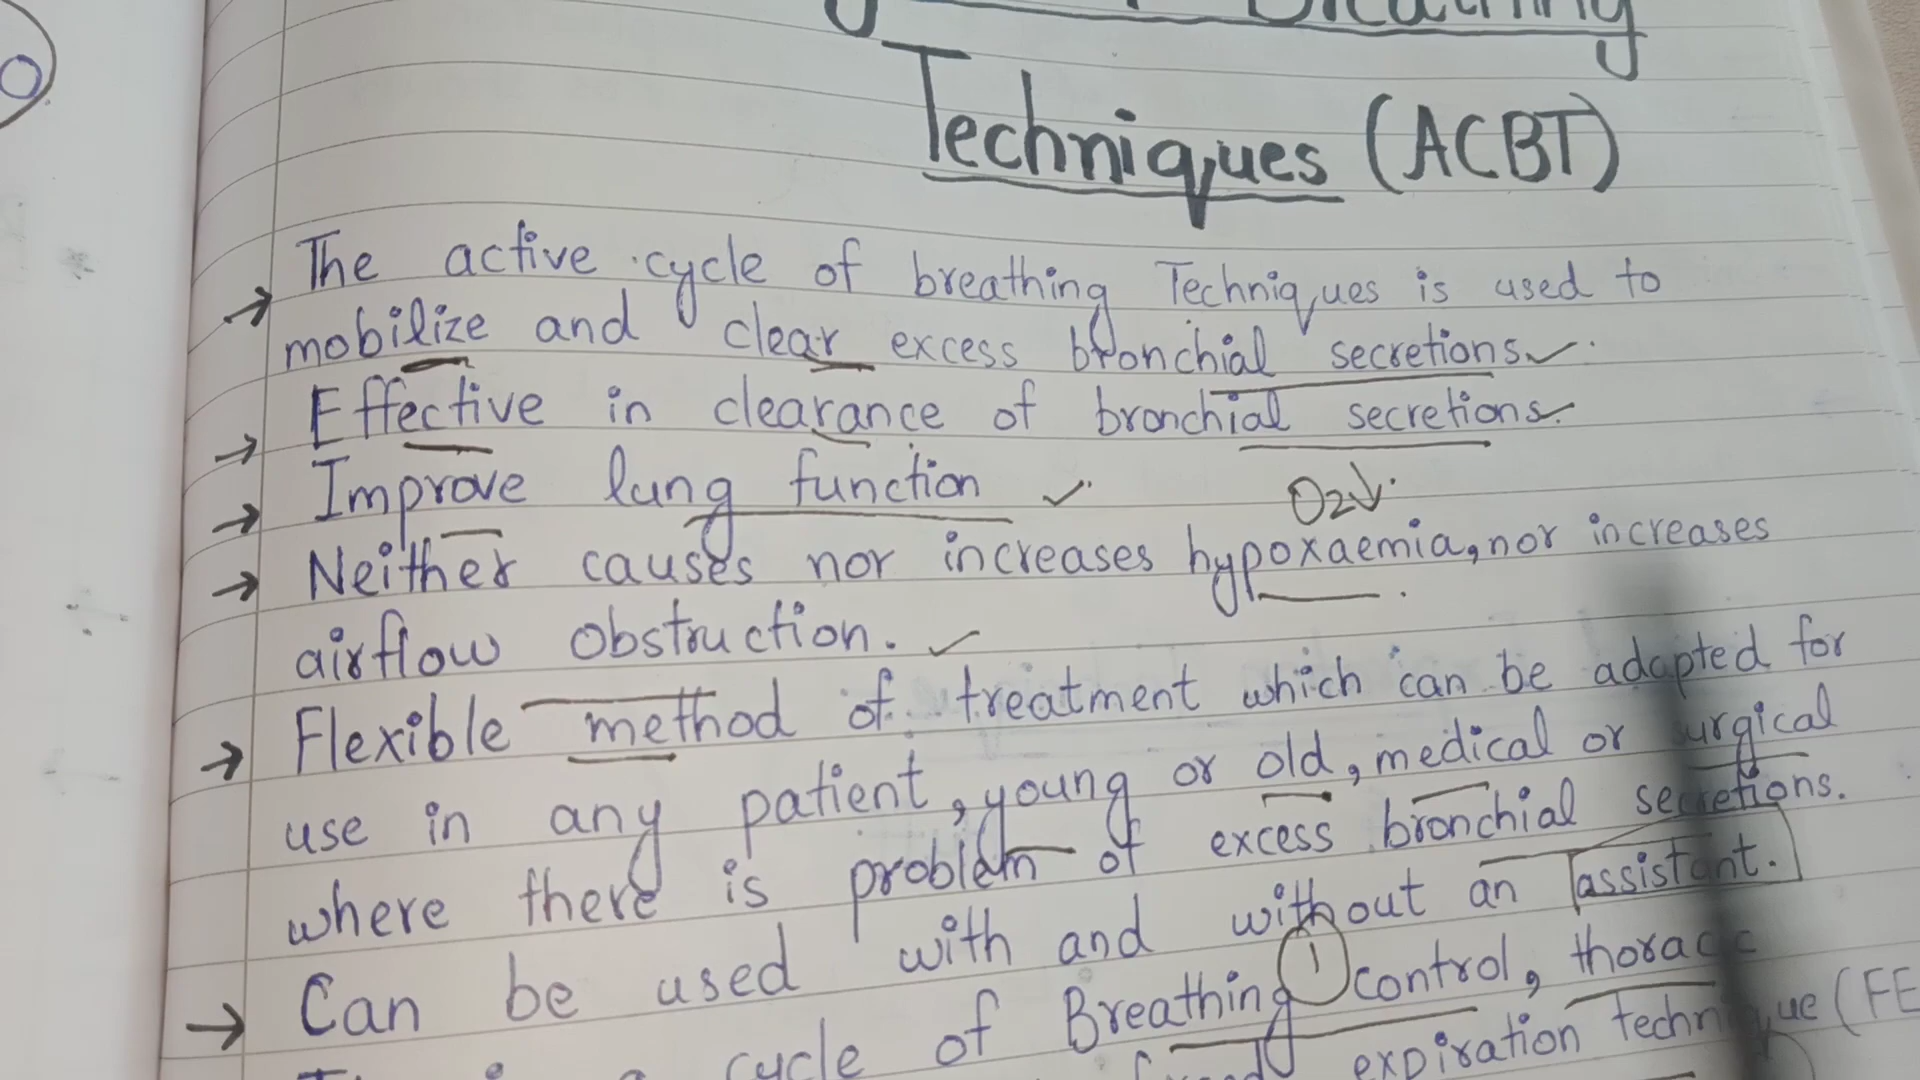 Breathing
Techniques (ACBT)
→ The active cycle of breathing Techniques is used to
mobilize and clear excess bronchial secretions ✓
→ Effective in clearance of bronchial secretions.
→ Improve lung function ✓
O2↓
→ Neither causes nor increases hypoxaemia, nor increases
airflow obstruction. ✓
→ Flexible method of treatment which can be adapted for
use in any patient, young or old, medical or surgical
where there is problem of excess bronchial secretions.
→ Can be used with and without an assistant.
cycle of Breathing control, thoracic
1
expiration technique (FE